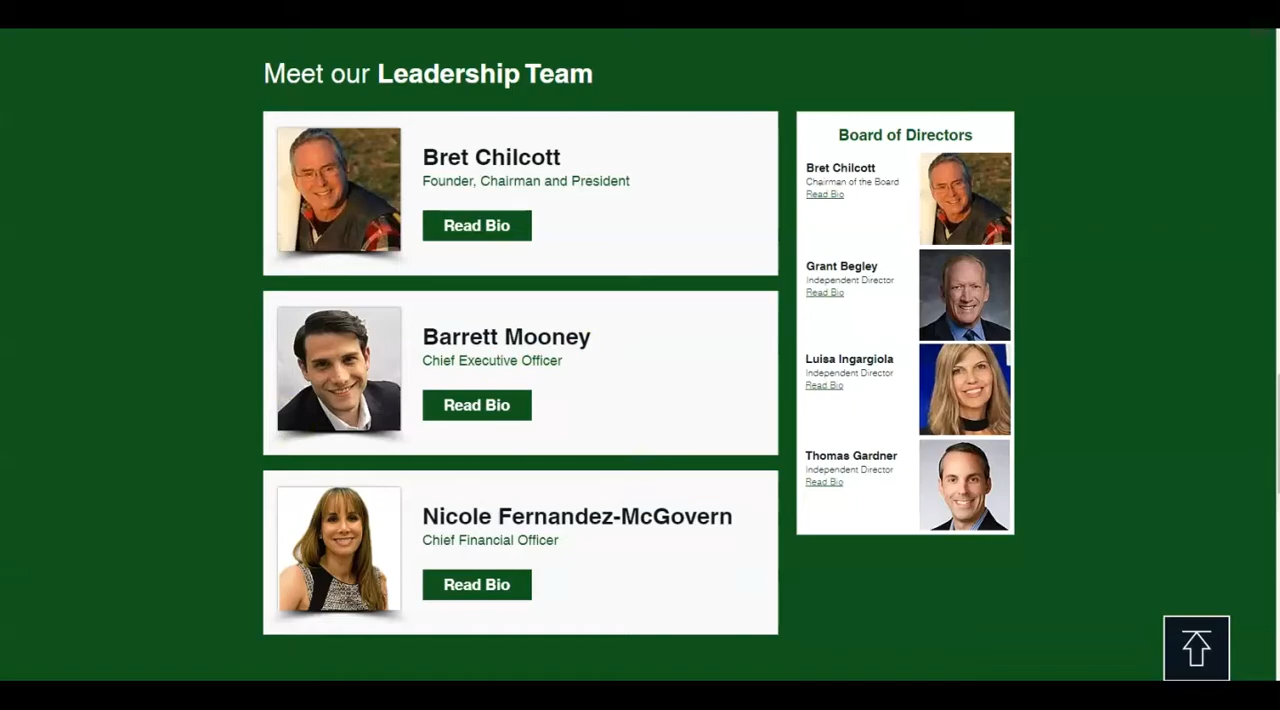 Meet our Leadership Team
Bret Chilcott
Founder, Chairman and President
Read Bio
Barrett Mooney
Chief Executive Officer
Read Bio
Nicole Fernandez-McGovern
Chief Financial Officer
Read Bio
Board of Directors
Bret Chilcott
Chairman of the Board
Read Bio
Grant Begley
Independent Director
Read Bio
Luisa Ingargiola
Independent Director
Read Bio
Thomas Gardner
Independent Director
Read Bio